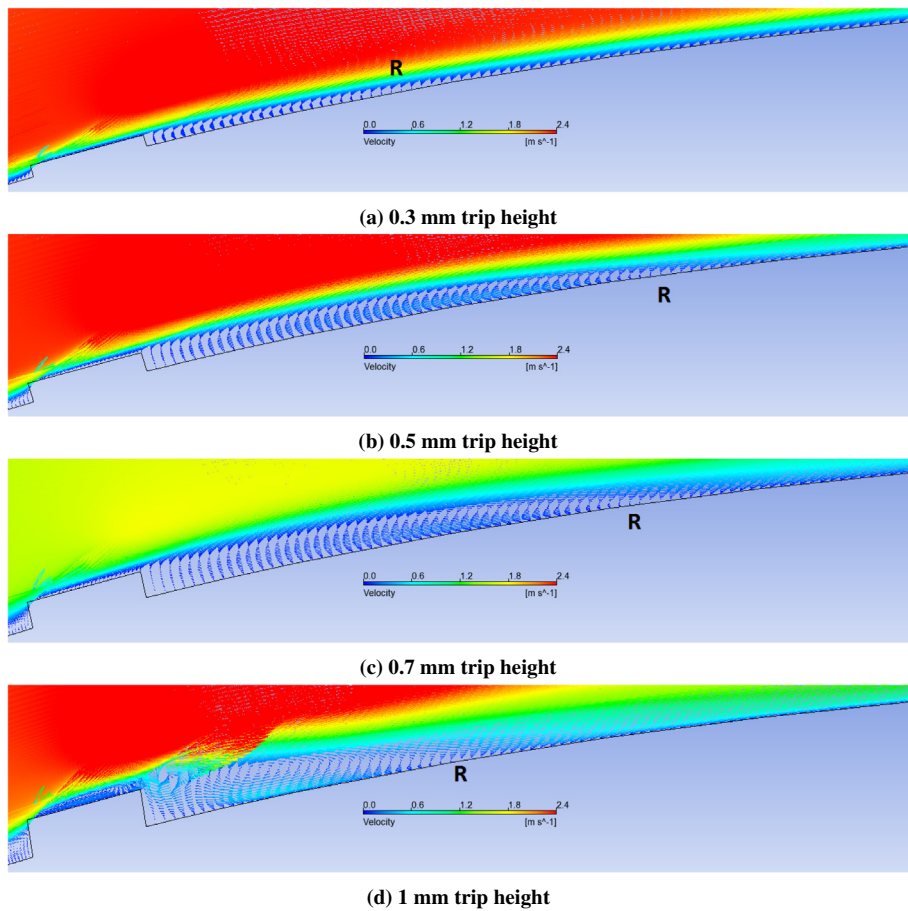 R
0.0 0.6 1.2 1.8 2.4
Velocity [m s^-1]
(a) 0.3 mm trip height
R
0.0 0.6 1.2 1.8 2.4
Velocity [m s^-1]
(b) 0.5 mm trip height
R
0.0 0.6 1.2 1.8 2.4
Velocity [m s^-1]
(c) 0.7 mm trip height
R
0.0 0.6 1.2 1.8 2.4
Velocity [m s^-1]
(d) 1 mm trip height